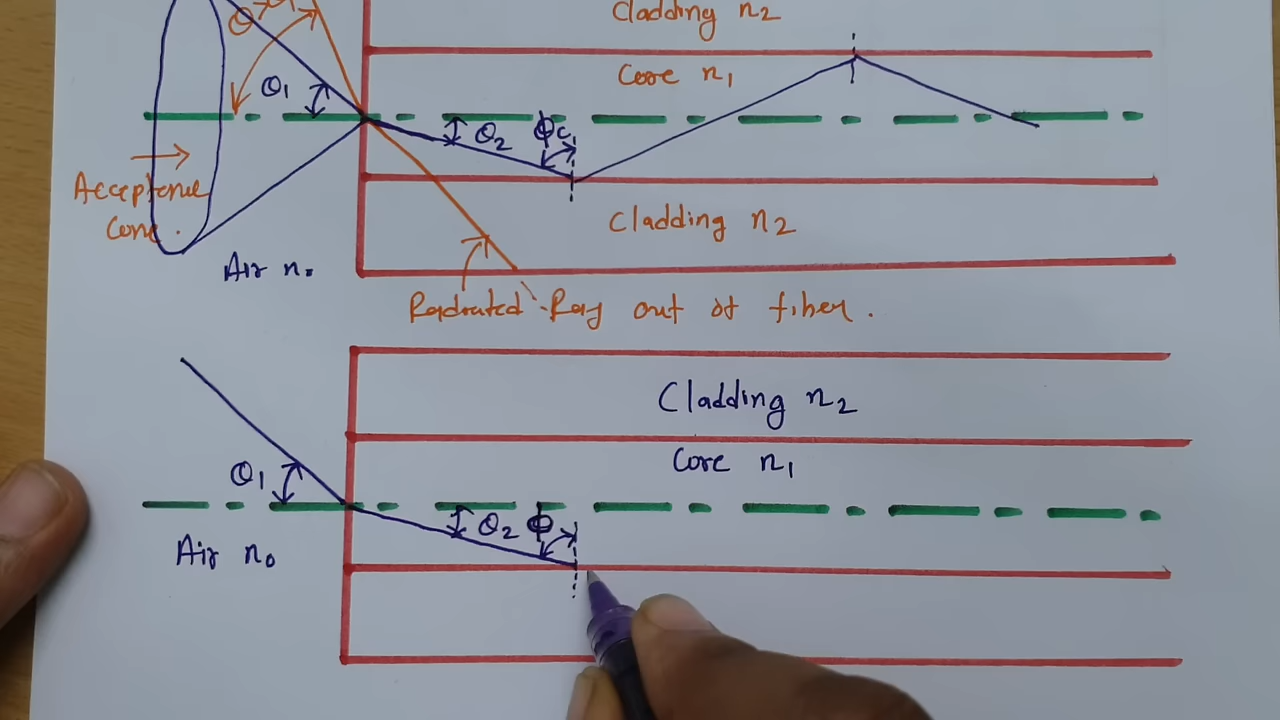 Cladding n2
θ>θ1
Core n1
θ1
θ2 ϕc
Acceptance
Cone.
Cladding n2
Air n0
Radiated Ray out of fiber.
Cladding n2
Core n1
θ1
θ2 ϕ
Air n0